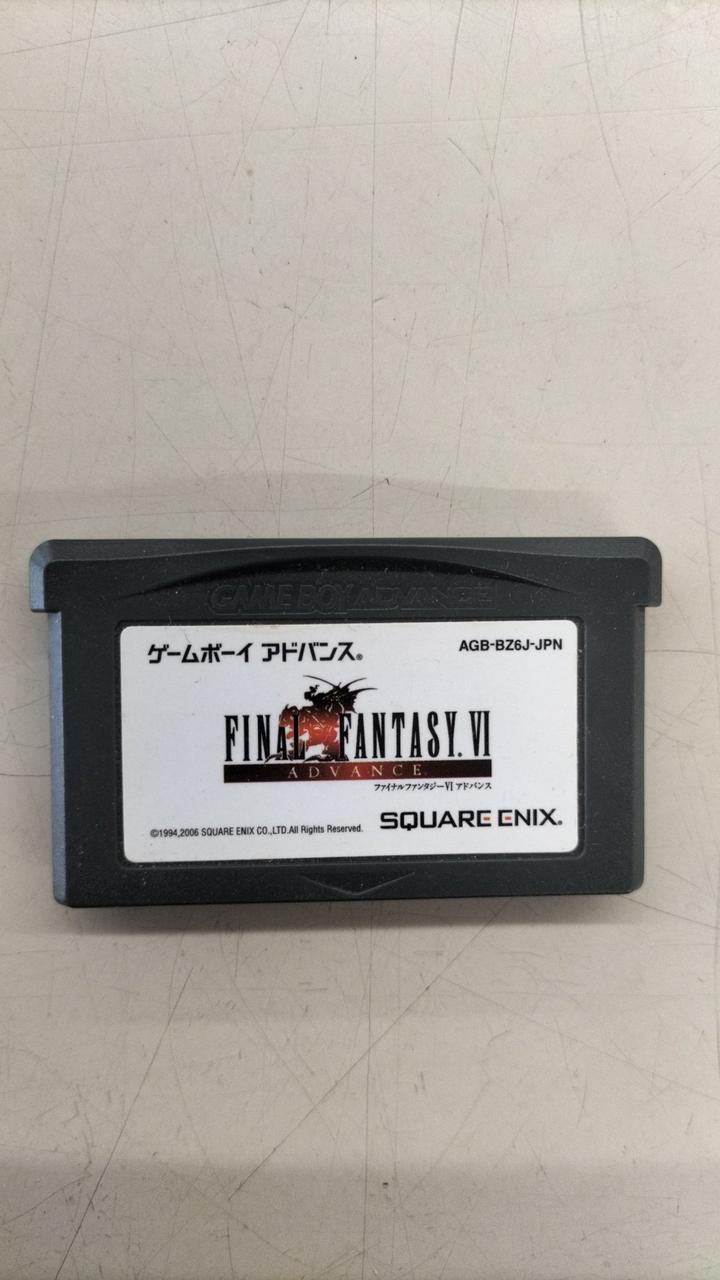 GAME BOY ADVANCE
ゲームボーイ アドバンス®
AGB-BZ6J-JPN
FINAL FANTASY. VI
ADVANCE
ファイナルファンタジーVI アドバンス
©1994,2006 SQUARE ENIX CO.,LTD.All Rights Reserved.
SQUARE ENIX®